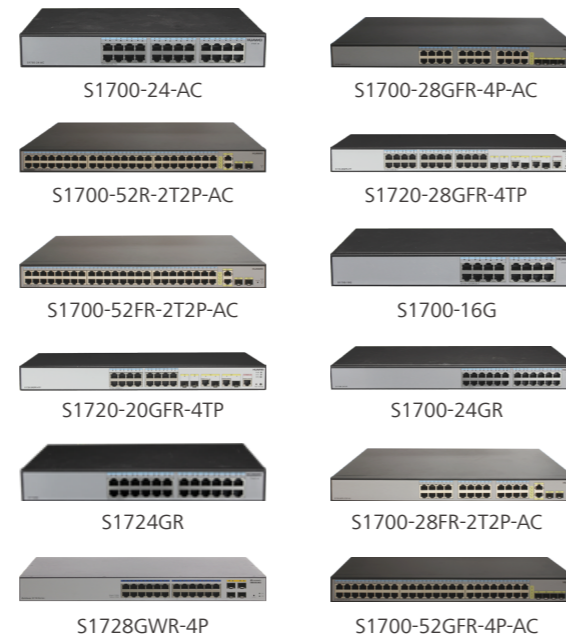 S1700-24-AC
S1700-28GFR-4P-AC
S1700-52R-2T2P-AC
S1720-28GFR-4TP
S1700-52FR-2T2P-AC
S1700-16G
S1720-20GFR-4TP
S1700-24GR
S1724GR
S1700-28FR-2T2P-AC
S1728GWR-4P
S1700-52GFR-4P-AC